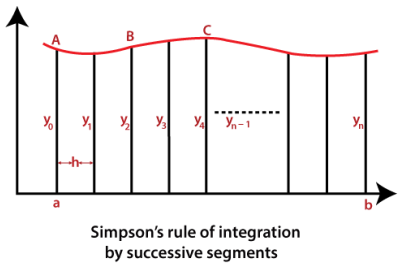 A B C
y0 y1 y2 y3 y4 yn – 1 yn
h
a b
Simpson's rule of integration
by successive segments